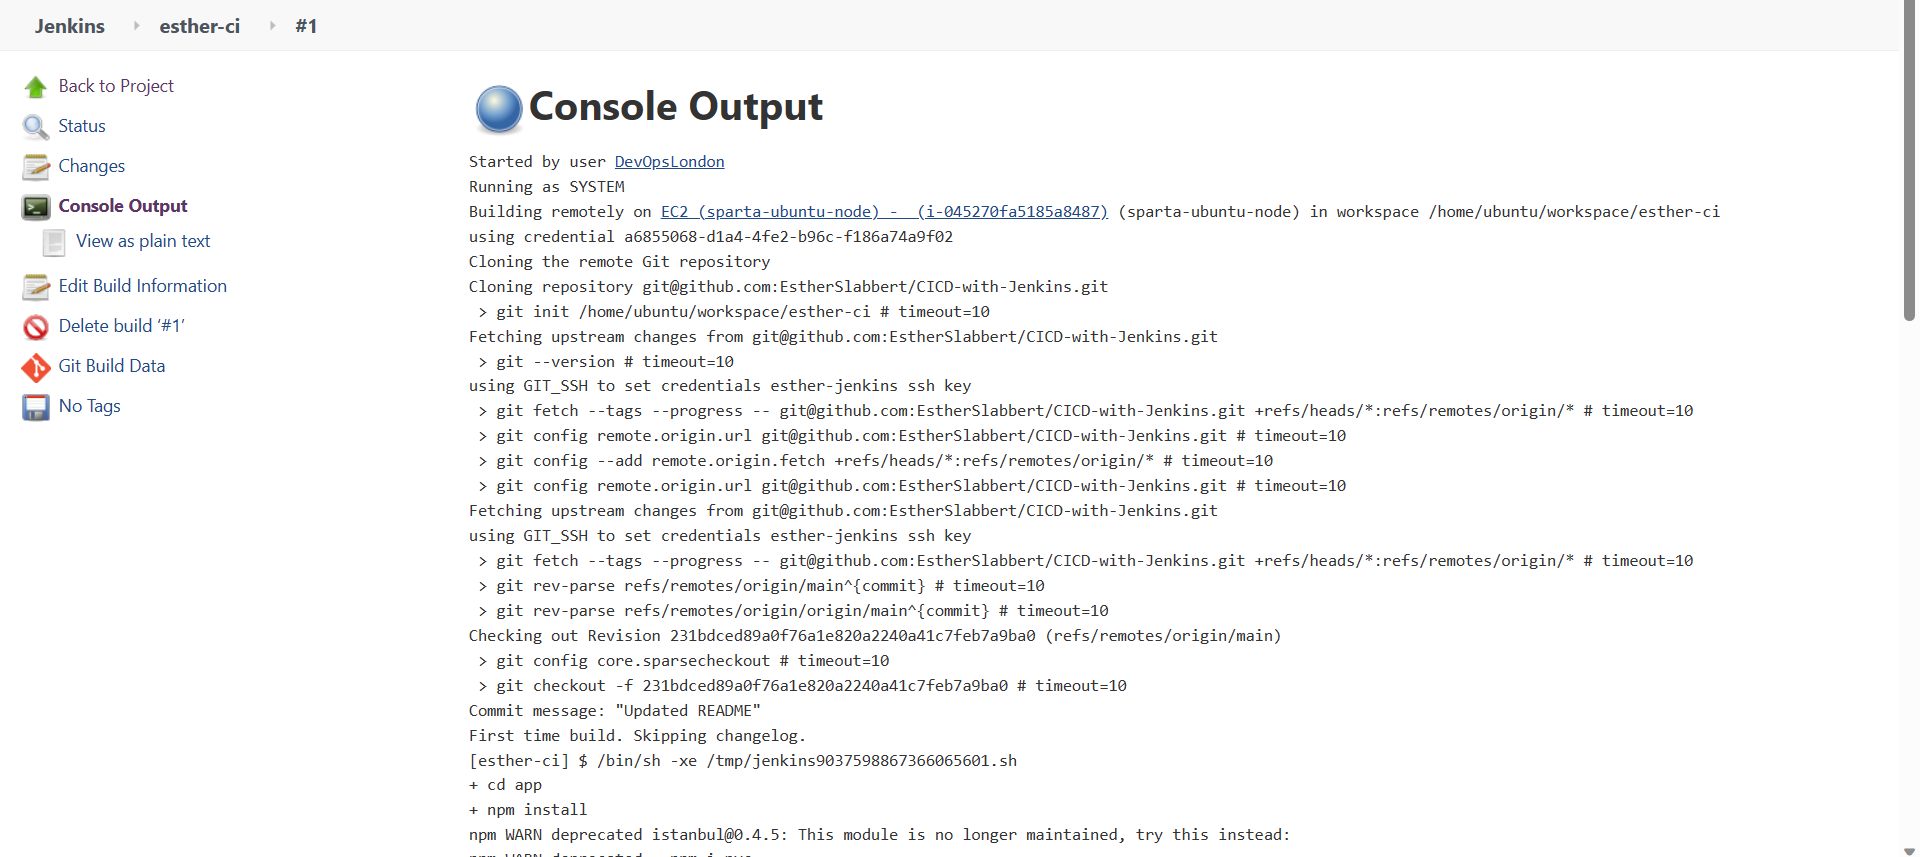 Jenkins esther-ci #1
Back to Project
Status
Changes
Console Output
View as plain text
Edit Build Information
Delete build ‘#1’
Git Build Data
No Tags
Console Output
Started by user DevOpsLondon
Running as SYSTEM
Building remotely on EC2 (sparta-ubuntu-node) -  (i-045270fa5185a8487) (sparta-ubuntu-node) in workspace /home/ubuntu/workspace/esther-ci
using credential a6855068-d1a4-4fe2-b96c-f186a74a9f02
Cloning the remote Git repository
Cloning repository git@github.com:EstherSlabbert/CICD-with-Jenkins.git
> git init /home/ubuntu/workspace/esther-ci # timeout=10
Fetching upstream changes from git@github.com:EstherSlabbert/CICD-with-Jenkins.git
> git --version # timeout=10
using GIT_SSH to set credentials esther-jenkins ssh key
> git fetch --tags --progress -- git@github.com:EstherSlabbert/CICD-with-Jenkins.git +refs/heads/*:refs/remotes/origin/* # timeout=10
> git config remote.origin.url git@github.com:EstherSlabbert/CICD-with-Jenkins.git # timeout=10
> git config --add remote.origin.fetch +refs/heads/*:refs/remotes/origin/* # timeout=10
> git config remote.origin.url git@github.com:EstherSlabbert/CICD-with-Jenkins.git # timeout=10
Fetching upstream changes from git@github.com:EstherSlabbert/CICD-with-Jenkins.git
using GIT_SSH to set credentials esther-jenkins ssh key
> git fetch --tags --progress -- git@github.com:EstherSlabbert/CICD-with-Jenkins.git +refs/heads/*:refs/remotes/origin/* # timeout=10
> git rev-parse refs/remotes/origin/main^{commit} # timeout=10
> git rev-parse refs/remotes/origin/origin/main^{commit} # timeout=10
Checking out Revision 231bdced89a0f76a1e820a2240a41c7feb7a9ba0 (refs/remotes/origin/main)
> git config core.sparsecheckout # timeout=10
> git checkout -f 231bdced89a0f76a1e820a2240a41c7feb7a9ba0 # timeout=10
Commit message: "Updated README"
First time build. Skipping changelog.
[esther-ci] $ /bin/sh -xe /tmp/jenkins9037598867366065601.sh
+ cd app
+ npm install
npm WARN deprecated istanbul@0.4.5: This module is no longer maintained, try this instead: